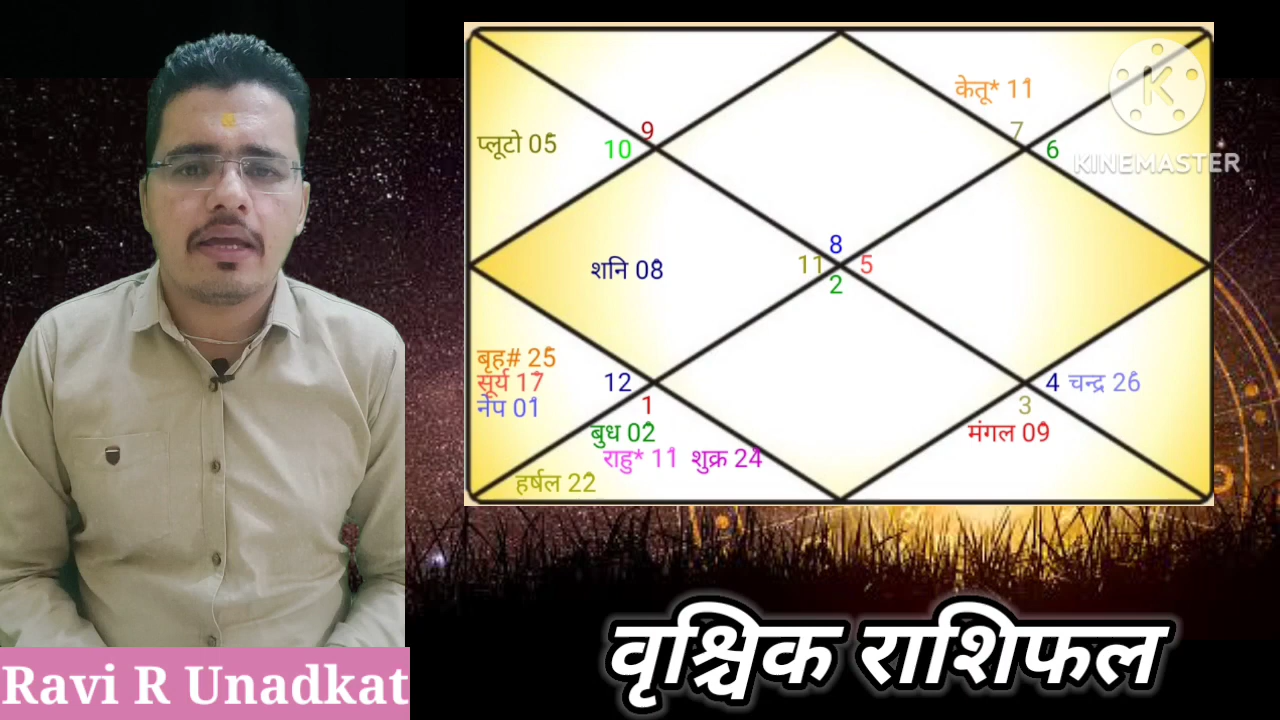 केतू* 11°
K
KINEMASTER
प्लूटो 05°
9
10
7
6
शनि 08°
8
11
5
2
बृह# 25°
सूर्य 17°
नेप 01°
12
1
4 चन्द्र 26°
3
मंगल 09°
बुध 02°
राहु* 11° शुक्र 24°
हर्षल 22°
वृश्चिक राशिफल
Ravi R Unadkat